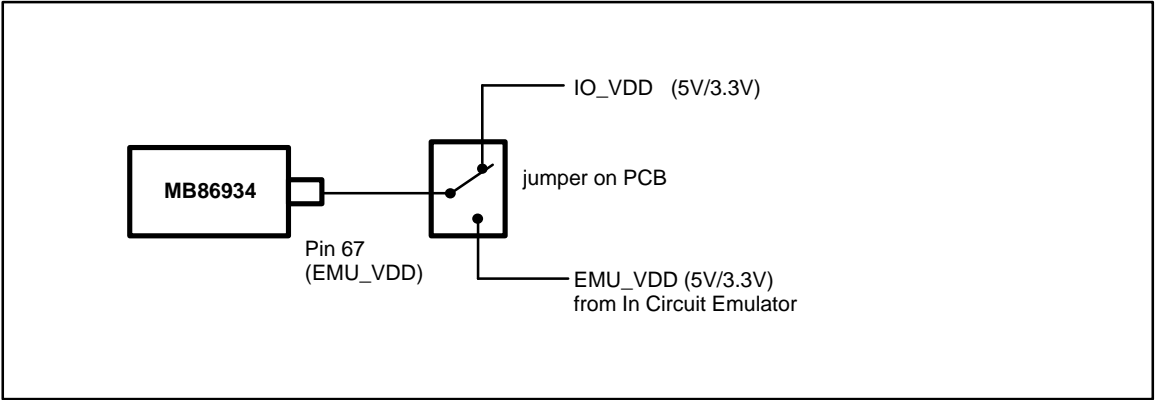 IO_VDD (5V/3.3V)
MB86934
jumper on PCB
Pin 67
(EMU_VDD)
EMU_VDD (5V/3.3V)
from In Circuit Emulator